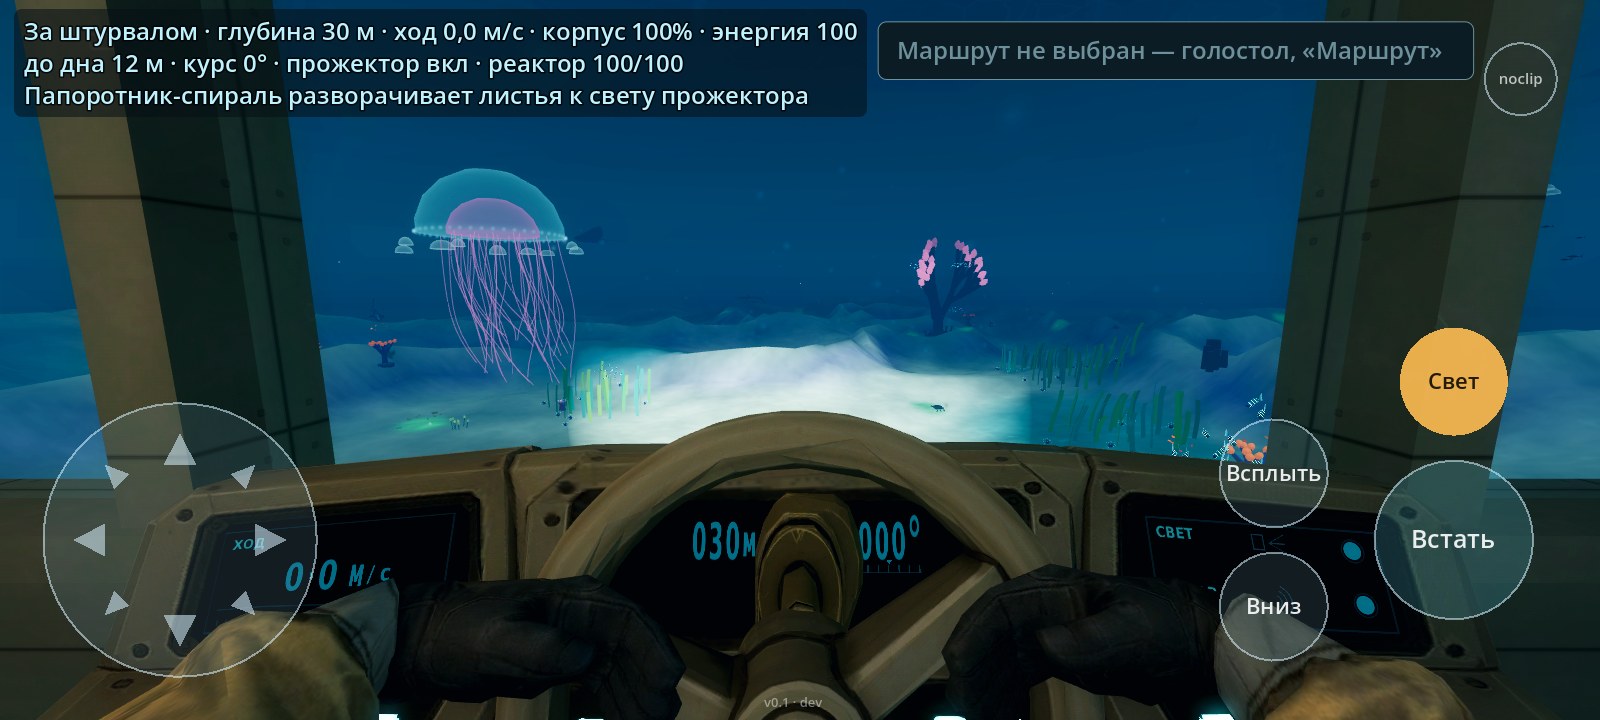 За штурвалом · глубина 30 м · ход 0,0 м/с · корпус 100% · энергия 100
до дна 12 м · курс 0° · прожектор вкл · реактор 100/100
Папоротник-спираль разворачивает листья к свету прожектора
Маршрут не выбран — голостол, «Маршрут»
noclip
Свет
Всплыть
Встать
Вниз
ХОД
0.0 М/с
030м
000°
СВЕТ
v0.1 · dev